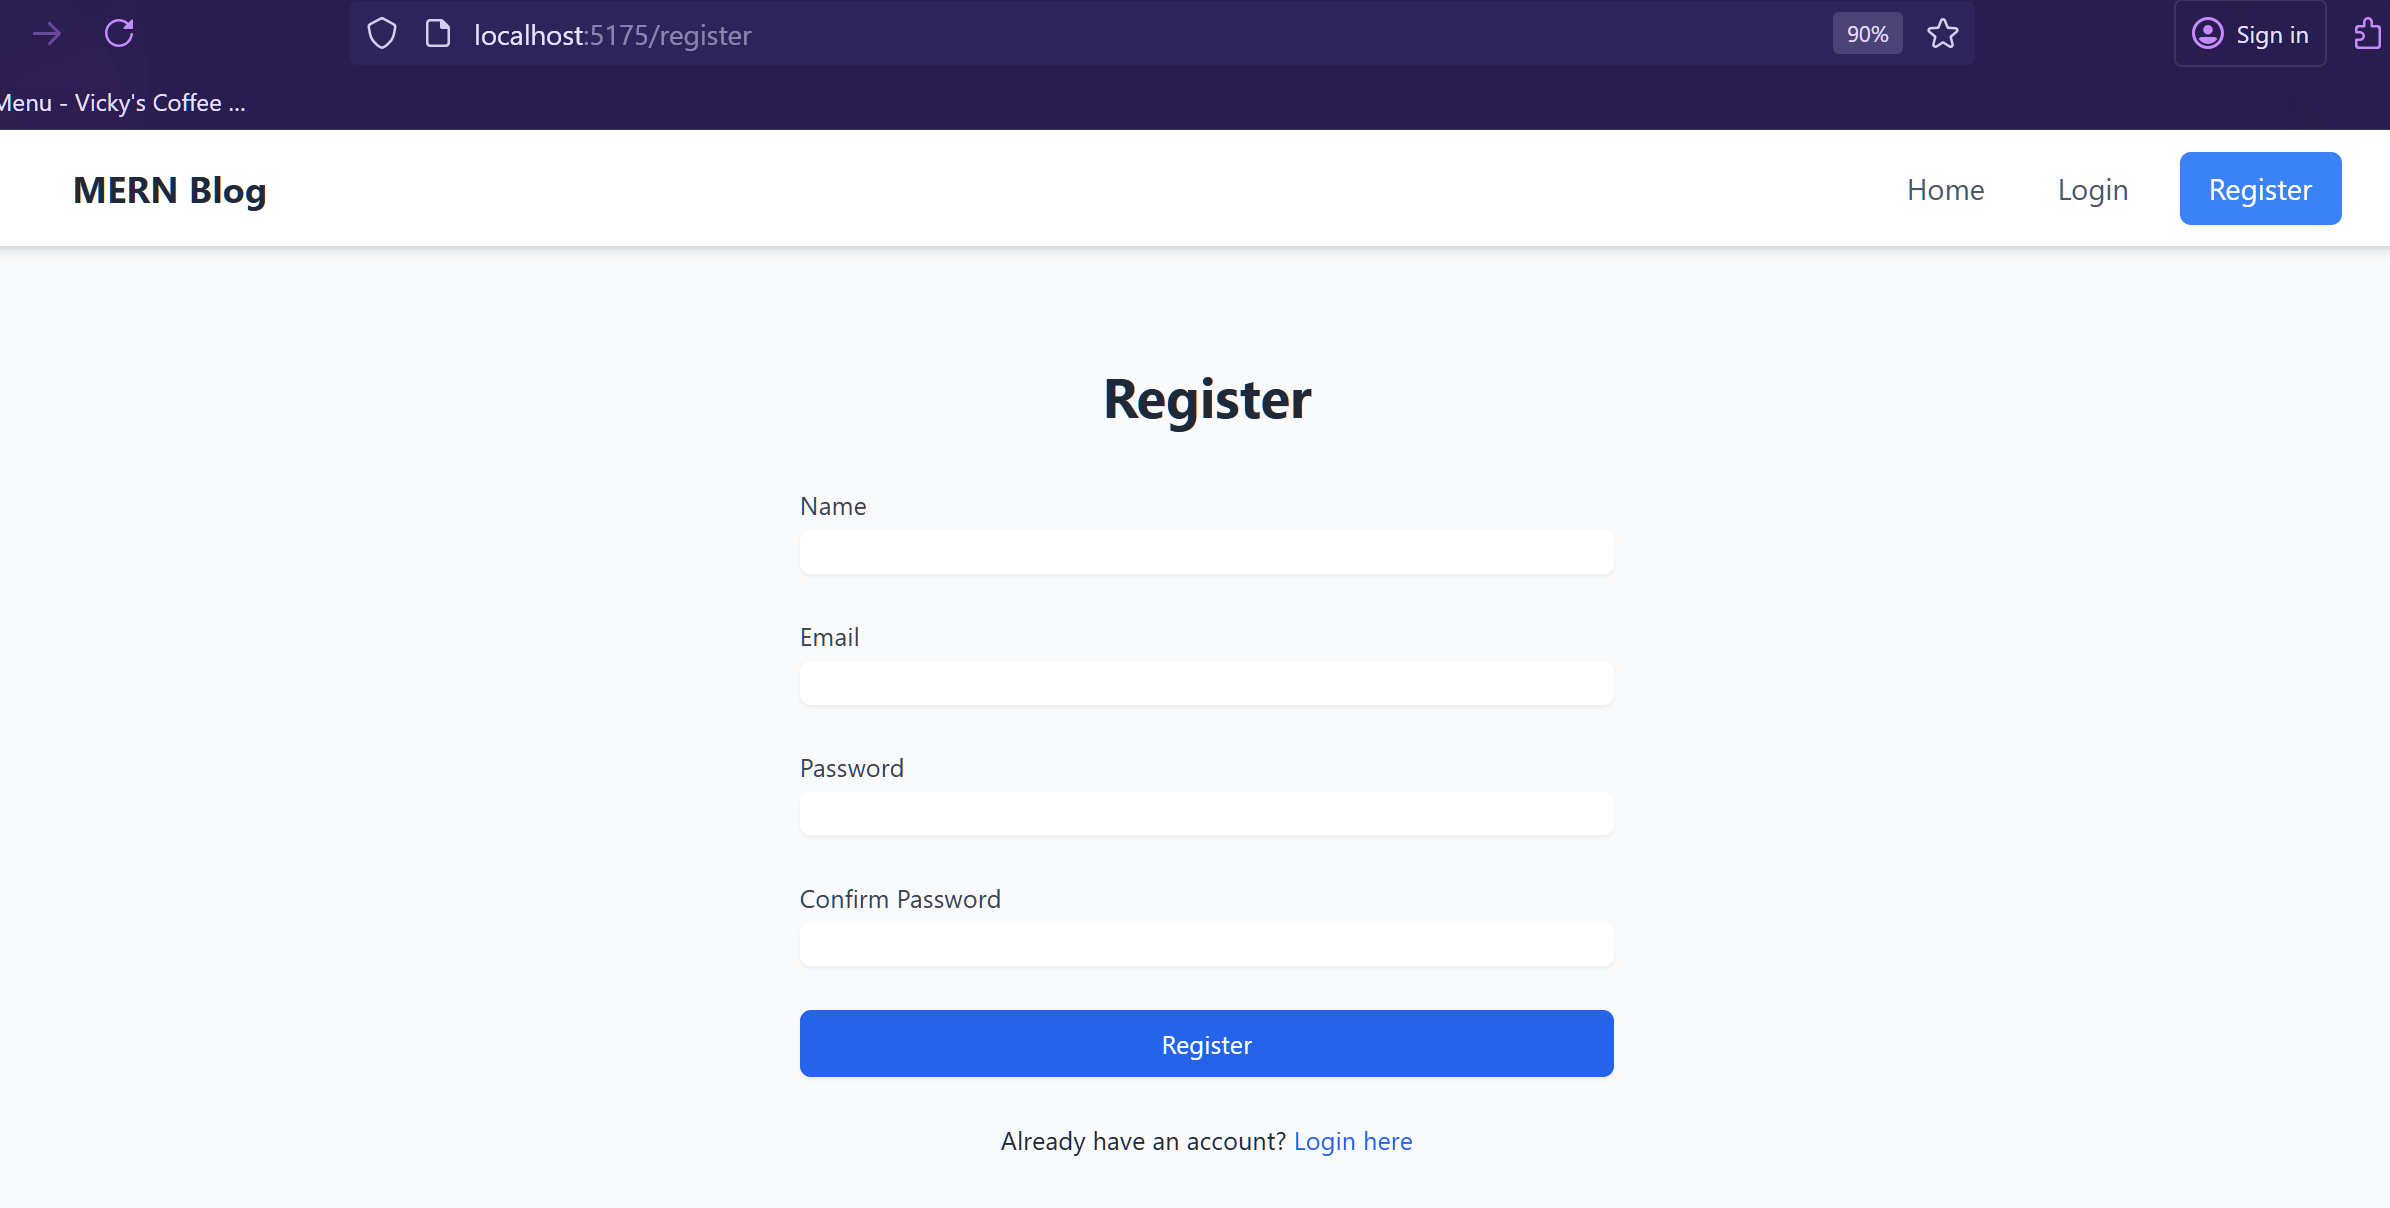 localhost:5175/register
90%
Sign in
Menu - Vicky's Coffee ...
MERN Blog
Home
Login
Register
Register
Name
Email
Password
Confirm Password
Register
Already have an account? Login here